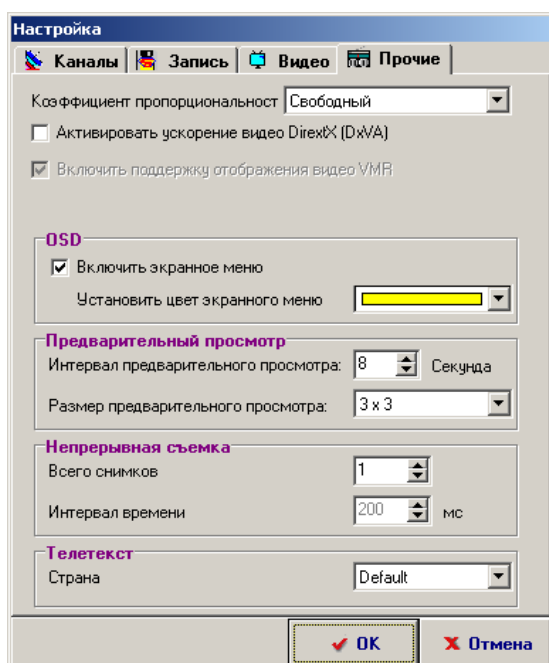 Настройка
Каналы Запись Видео Прочие
Коэффициент пропорциональност Свободный
Активировать ускорение видео DirextX (DxVA)
Включить поддержку отображения видео VMR
OSD
Включить экранное меню
Установить цвет экранного меню
Предварительный просмотр
Интервал предварительного просмотра: 8 Секунда
Размер предварительного просмотра: 3 x 3
Непрерывная съемка
Всего снимков 1
Интервал времени 200 мс
Телетекст
Страна Default
OK Отмена